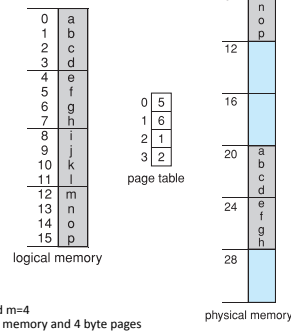 0 a
1 b
2 c
3 d
4 e
5 f
6 g
7 h
8 i
9 j
10 k
11 l
12 m
13 n
14 o
15 p
logical memory
0 5
1 6
2 1
3 2
page table
n
o
p
12
16
20 a
b
c
d
24 e
f
g
h
28
physical memory
d m=4
memory and 4 byte pages